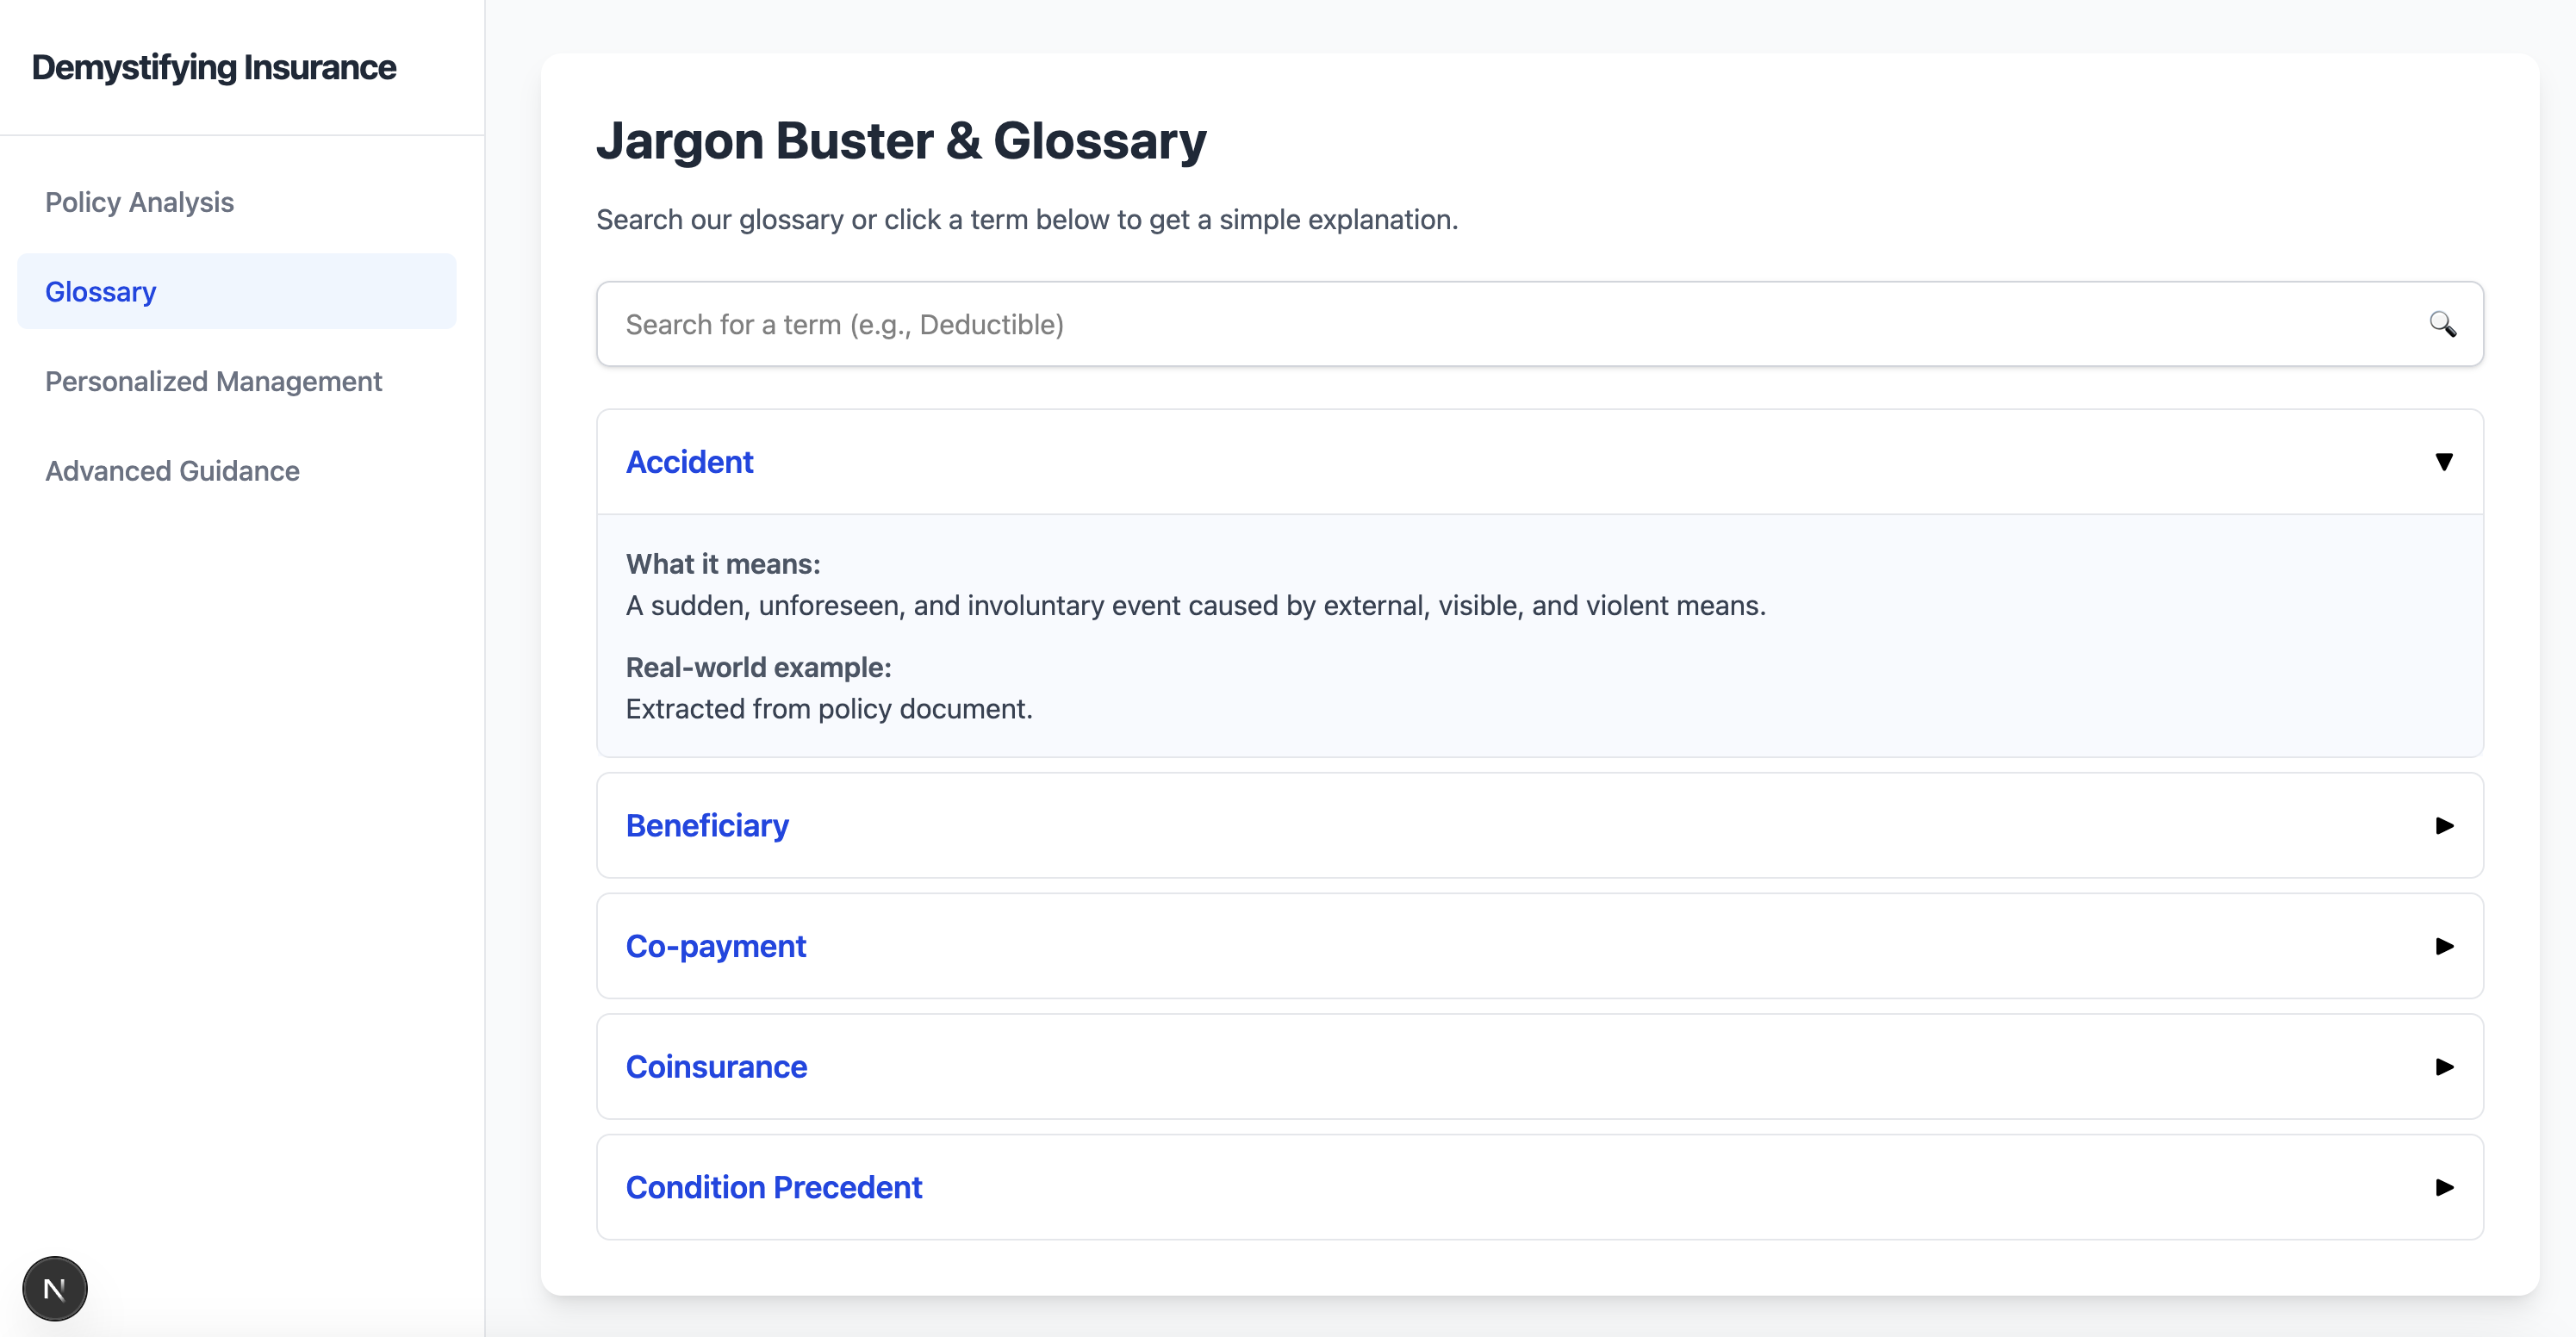 Demystifying Insurance
Policy Analysis
Glossary
Personalized Management
Advanced Guidance
N
Jargon Buster & Glossary
Search our glossary or click a term below to get a simple explanation.
Search for a term (e.g., Deductible)
Accident
What it means:
A sudden, unforeseen, and involuntary event caused by external, visible, and violent means.
Real-world example:
Extracted from policy document.
Beneficiary
Co-payment
Coinsurance
Condition Precedent